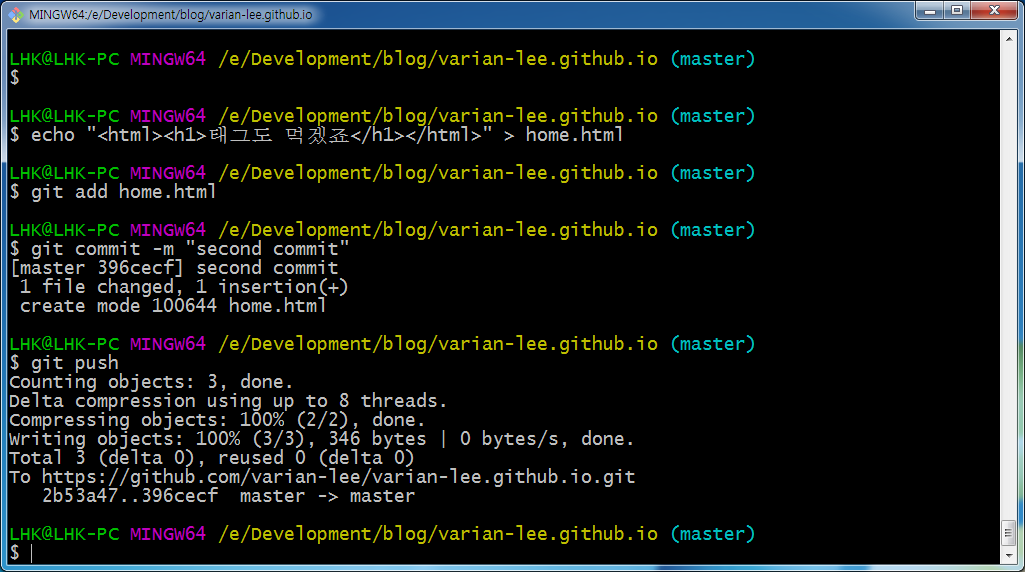 MINGW64:/e/Development/blog/varian-lee.github.io
LHK@LHK-PC MINGW64 /e/Development/blog/varian-lee.github.io (master)
$
LHK@LHK-PC MINGW64 /e/Development/blog/varian-lee.github.io (master)
$ echo "<html><h1>태그도 먹겠죠</h1></html>" > home.html
LHK@LHK-PC MINGW64 /e/Development/blog/varian-lee.github.io (master)
$ git add home.html
LHK@LHK-PC MINGW64 /e/Development/blog/varian-lee.github.io (master)
$ git commit -m "second commit"
[master 396cecf] second commit
 1 file changed, 1 insertion(+)
 create mode 100644 home.html
LHK@LHK-PC MINGW64 /e/Development/blog/varian-lee.github.io (master)
$ git push
Counting objects: 3, done.
Delta compression using up to 8 threads.
Compressing objects: 100% (2/2), done.
Writing objects: 100% (3/3), 346 bytes | 0 bytes/s, done.
Total 3 (delta 0), reused 0 (delta 0)
To https://github.com/varian-lee/varian-lee.github.io.git
   2b53a47..396cecf  master -> master
LHK@LHK-PC MINGW64 /e/Development/blog/varian-lee.github.io (master)
$